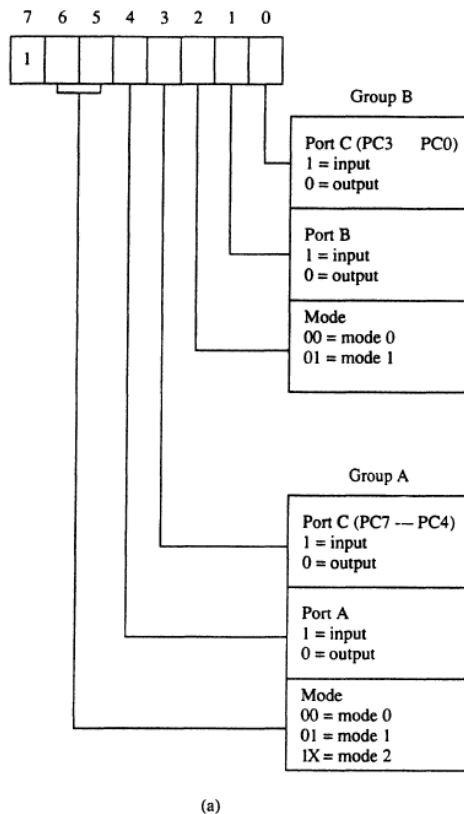 7 6 5 4 3 2 1 0
1
Group B
Port C (PC3 PC0)
1 = input
0 = output
Port B
1 = input
0 = output
Mode
00 = mode 0
01 = mode 1
Group A
Port C (PC7 --- PC4)
1 = input
0 = output
Port A
1 = input
0 = output
Mode
00 = mode 0
01 = mode 1
1X = mode 2
(a)